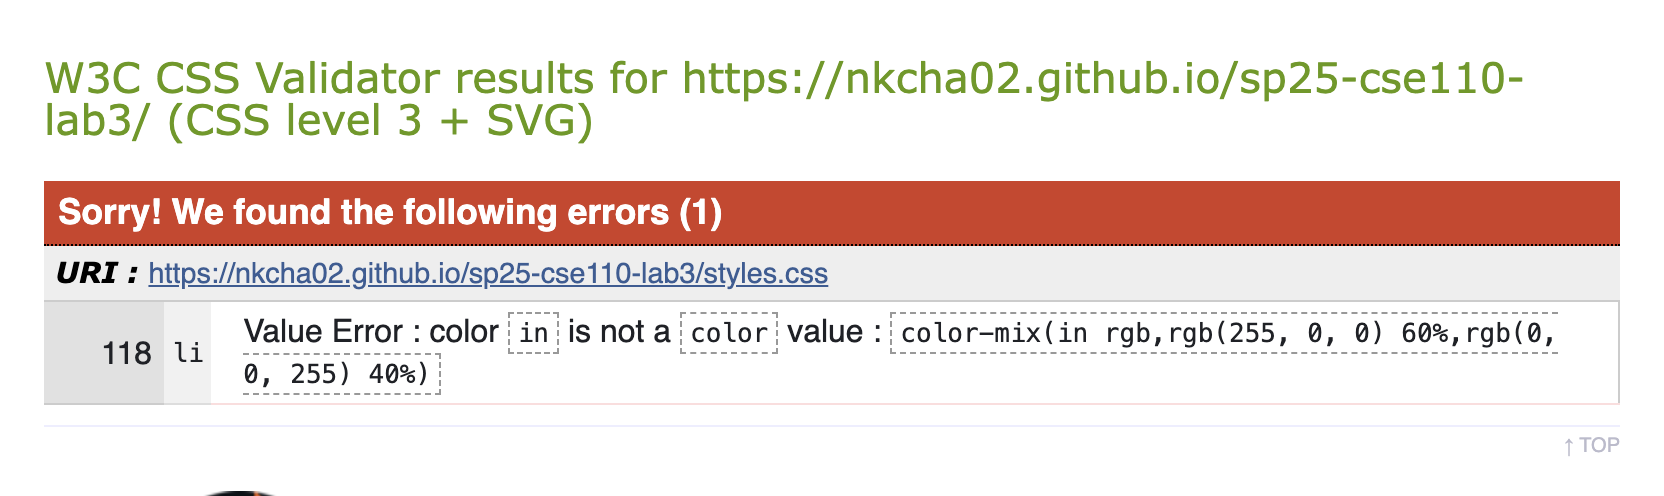 W3C CSS Validator results for https://nkcha02.github.io/sp25-cse110-
lab3/ (CSS level 3 + SVG)
Sorry! We found the following errors (1)
URI : https://nkcha02.github.io/sp25-cse110-lab3/styles.css
118 li Value Error : color in is not a color value : color-mix(in rgb,rgb(255, 0, 0) 60%,rgb(0,
0, 255) 40%)
↑ TOP